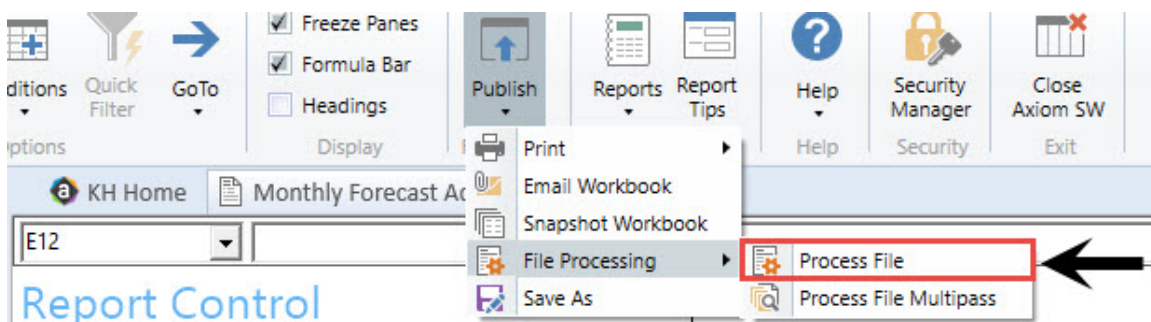 Freeze Panes
Formula Bar
Headings
ditions
Quick
Filter
GoTo
ptions
Display
Publish
Reports
Report
Tips
Help
Help
Security
Manager
Security
Close
Axiom SW
Exit
Print
Email Workbook
Snapshot Workbook
File Processing
Save As
Process File
Process File Multipass
KH Home
Monthly Forecast Ad
E12
Report Control